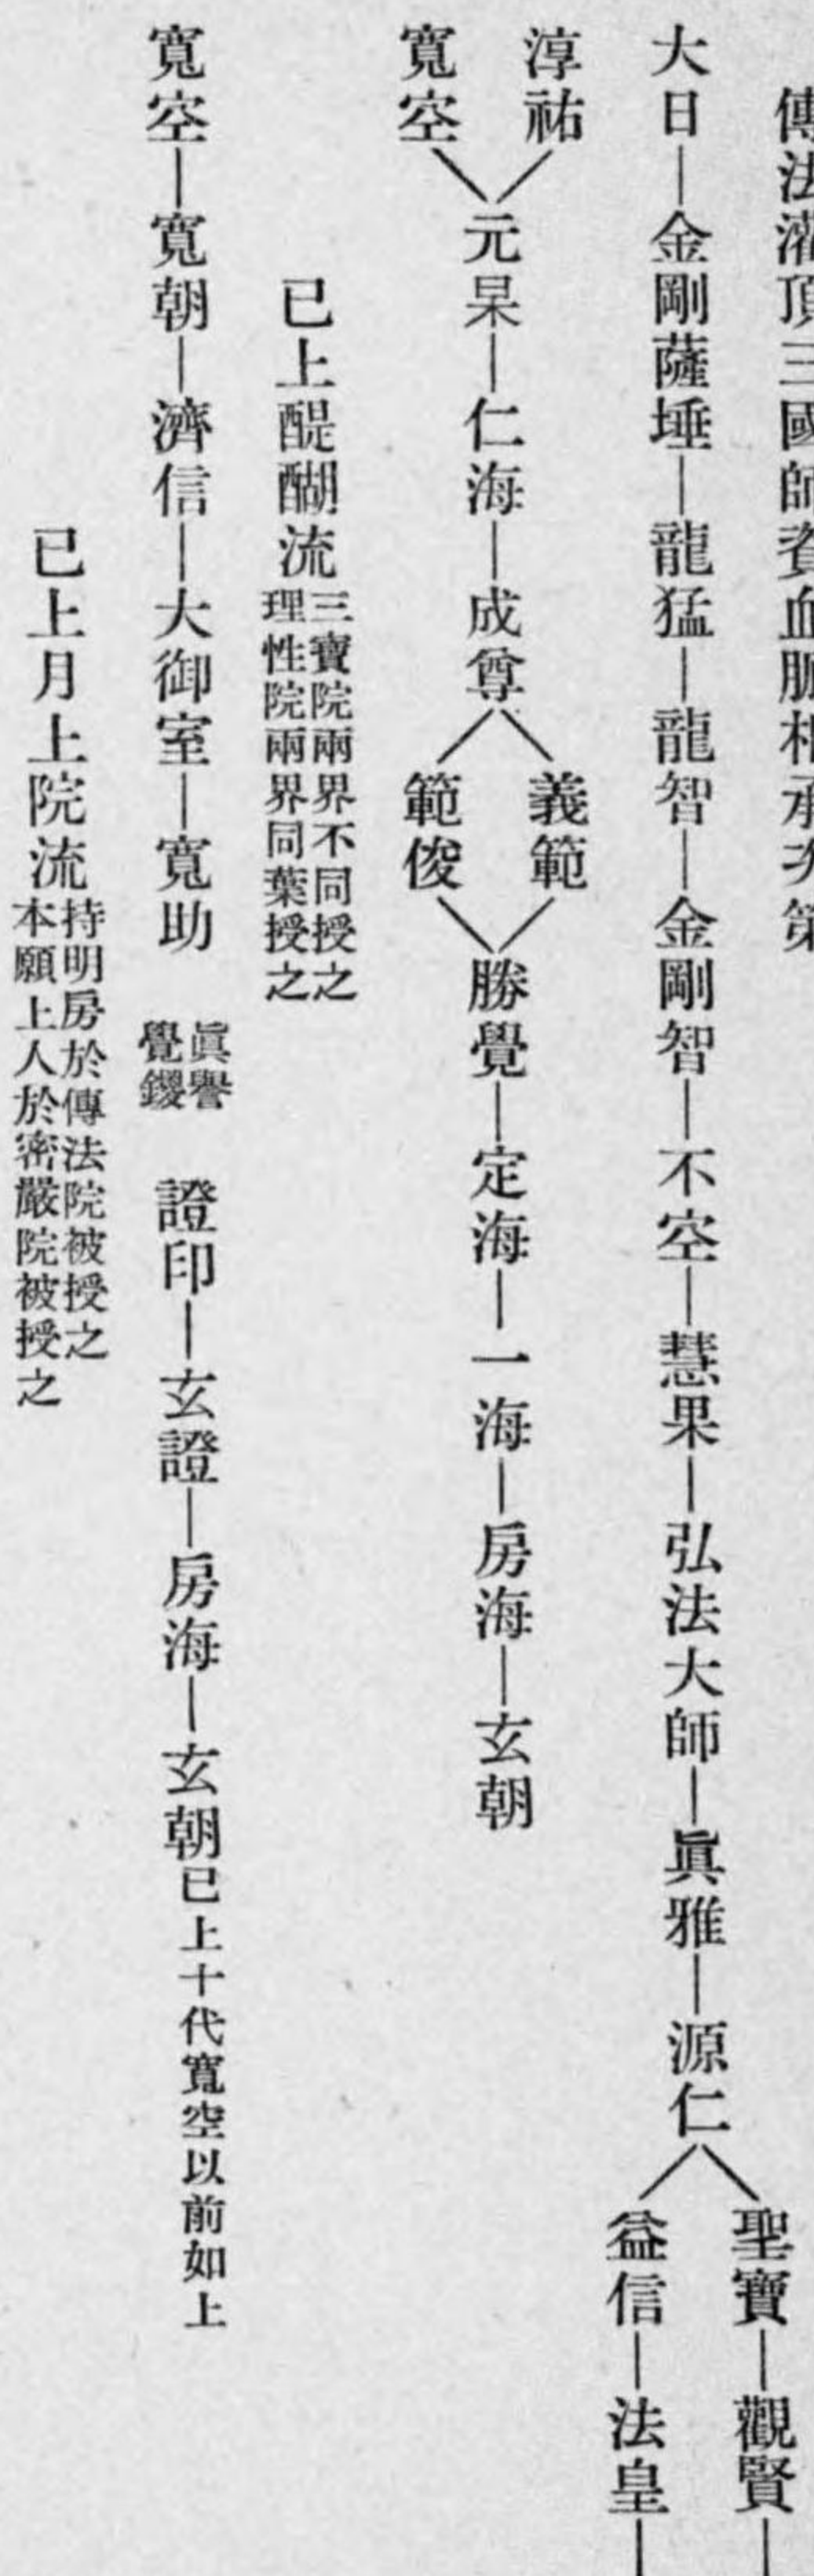 傳法灌頂三國師資血脈相承次第
大日―金剛薩埵―龍猛―龍智―金剛智―不空―慧果―弘法大師―眞雅―源仁
聖寶―觀賢―
益信―法皇―
淳祐
寬空
元杲―仁海―成尊
義範
範俊
勝覺―定海―一海―房海―玄朝
已上醍醐流
三寶院兩界不同授之
理性院兩界同葉授之
寬空―寬朝―濟信―大御室―寬助
眞譽
覺鑁
證印―玄證―房海―玄朝已上十代寬空以前如上
已上月上院流
持明房於傳法院被授之
本願上人於密嚴院被授之